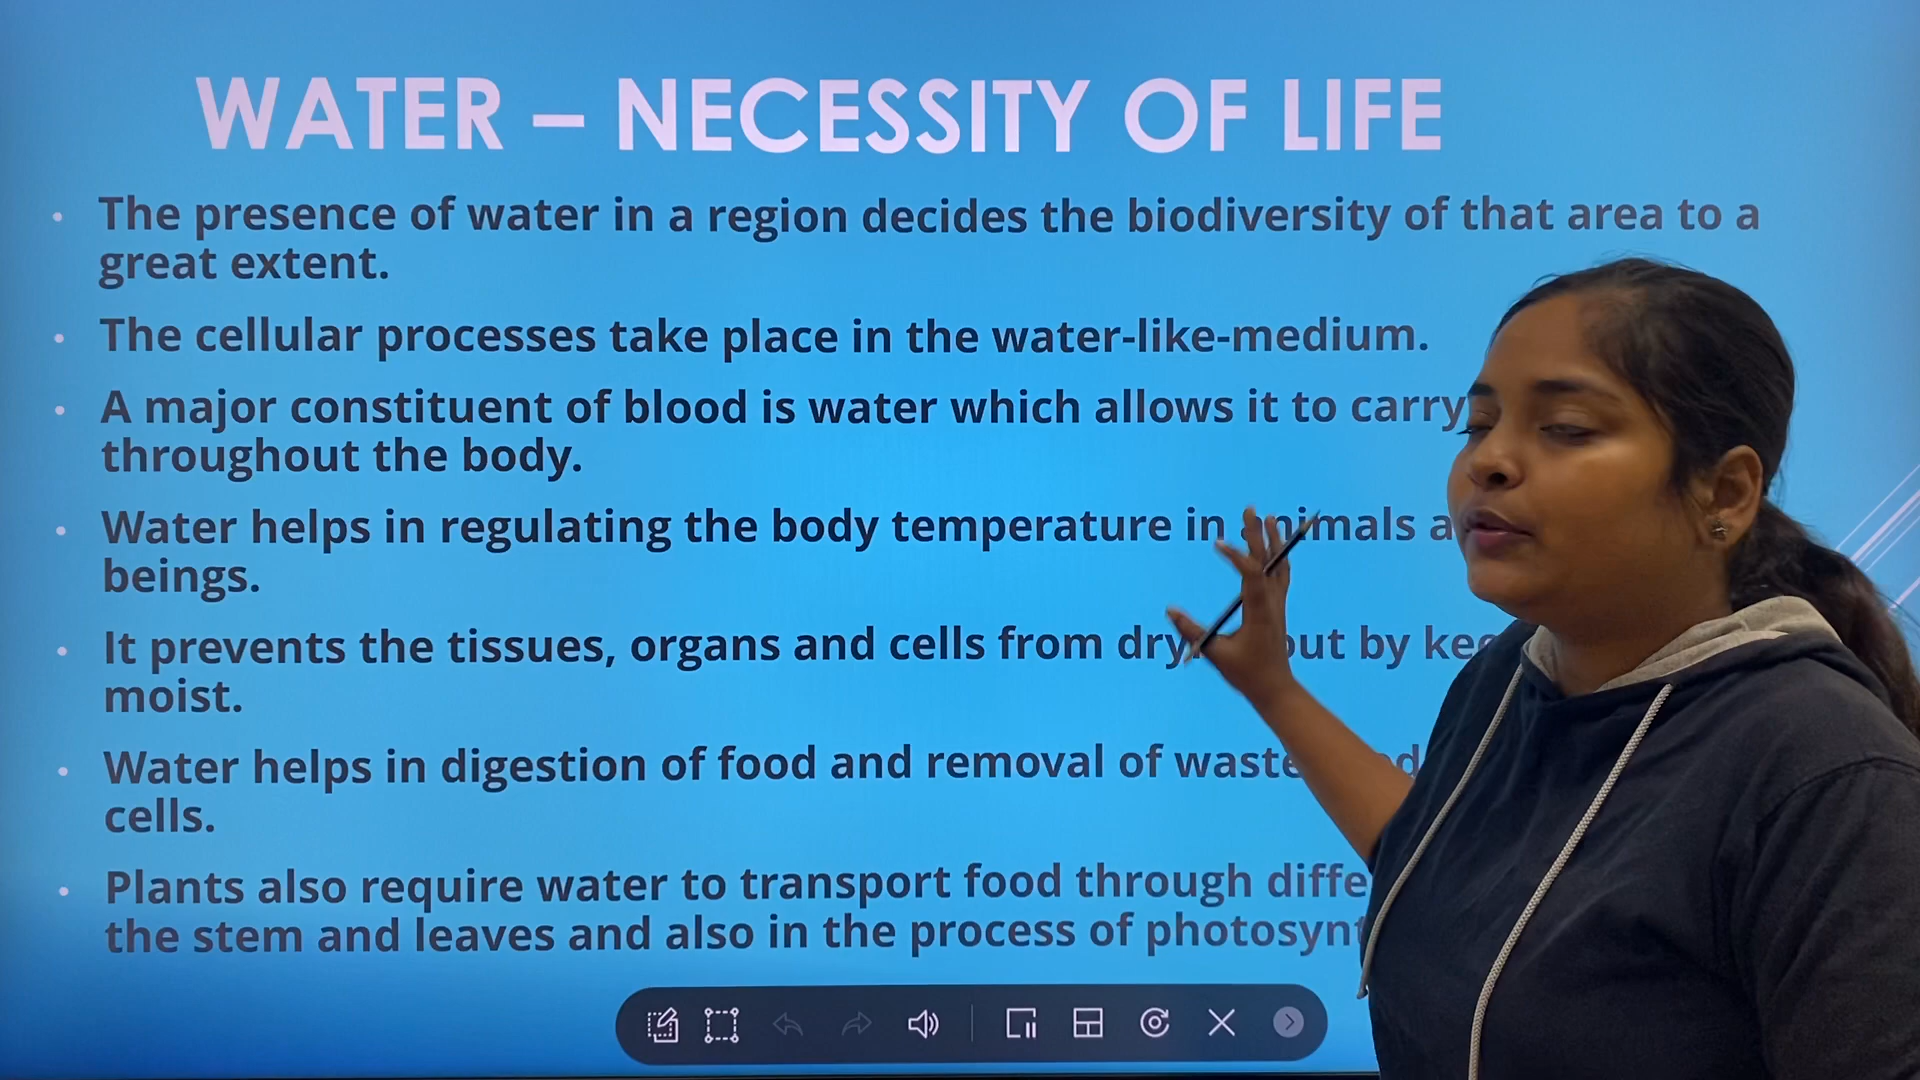 WATER – NECESSITY OF LIFE
• The presence of water in a region decides the biodiversity of that area to a
great extent.
• The cellular processes take place in the water-like-medium.
• A major constituent of blood is water which allows it to carry
throughout the body.
• Water helps in regulating the body temperature in animals
beings.
• It prevents the tissues, organs and cells from out by
moist.
• Water helps in digestion of food and removal of
cells.
• Plants also require water to transport food through
the stem and leaves and also in the process of